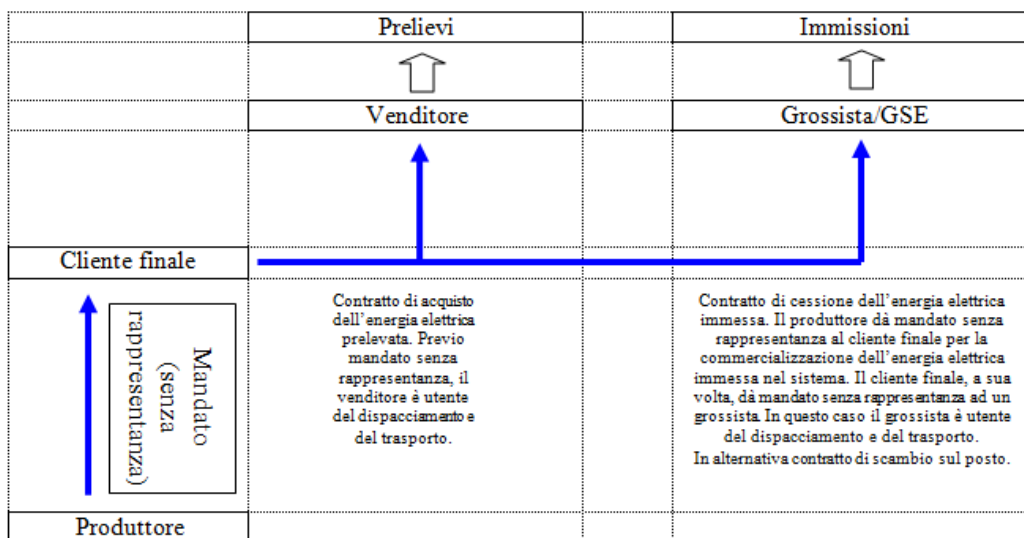 Prelievi
Immissioni
Venditore
Grossista/GSE
Cliente finale
Mandato
(senza
rappresentanza)
Contratto di acquisto
dell'energia elettrica
prelevata. Previo
mandato senza
rappresentanza, il
venditore è utente
del dispacciamento e
del trasporto.
Contratto di cessione dell'energia elettrica
immessa. Il produttore dà mandato senza
rappresentanza al cliente finale per la
commercializzazione dell'energia elettrica
immessa nel sistema. Il cliente finale, a sua
volta, dà mandato senza rappresentanza ad un
grossista. In questo caso il grossista è utente
del dispacciamento e del trasporto.
In alternativa contratto di scambio sul posto.
Produttore